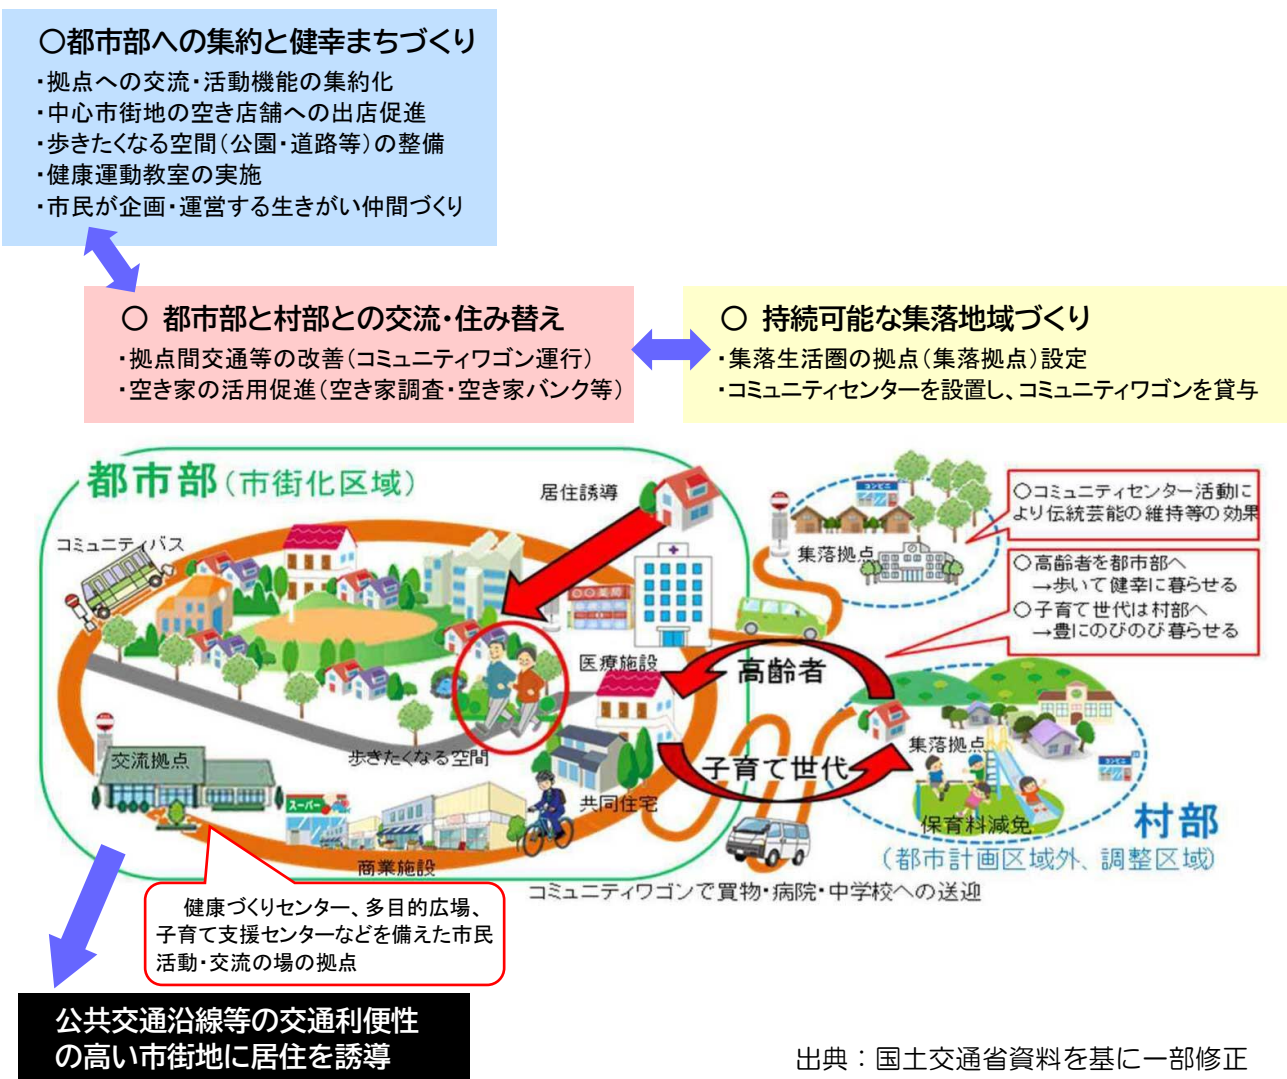 〇都市部への集約と健幸まちづくり
・拠点への交流・活動機能の集約化
・中心市街地の空き店舗への出店促進
・歩きたくなる空間（公園・道路等）の整備
・健康運動教室の実施
・市民が企画・運営する生きがい仲間づくり
〇 都市部と村部との交流・住み替え
・拠点間交通等の改善（コミュニティワゴン運行）
・空き家の活用促進（空き家調査・空き家バンク等）
〇 持続可能な集落地域づくり
・集落生活圏の拠点（集落拠点）設定
・コミュニティセンターを設置し、コミュニティワゴンを貸与
都市部（市街化区域）
居住誘導
コミュニティバス
コンビニ
集落拠点
〇コミュニティセンター活動に
より伝統芸能の維持等の効果
〇高齢者を都市部へ
→歩いて健幸に暮らせる
〇子育て世代は村部へ
→豊にのびのび暮らせる
医療施設
高齢者
歩きたくなる空間
交流拠点
スーパー
商業施設
共同住宅
子育て世代
集落拠点
コンビニ
保育料減免
村部
（都市計画区域外、調整区域）
コミュニティワゴンで買物・病院・中学校への送迎
健康づくりセンター、多目的広場、
子育て支援センターなどを備えた市民
活動・交流の場の拠点
公共交通沿線等の交通利便性
の高い市街地に居住を誘導
出典：国土交通省資料を基に一部修正